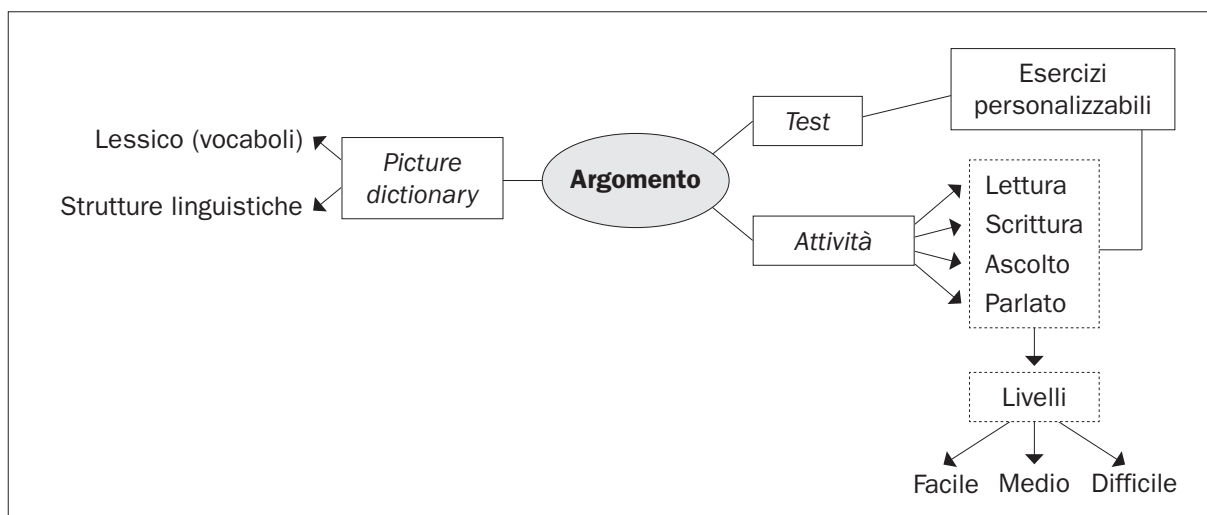 Lessico (vocaboli)
Strutture linguistiche
Picture
dictionary
Argomento
Test
Esercizi
personalizzabili
Attività
Lettura
Scrittura
Ascolto
Parlato
Livelli
Facile
Medio
Difficile